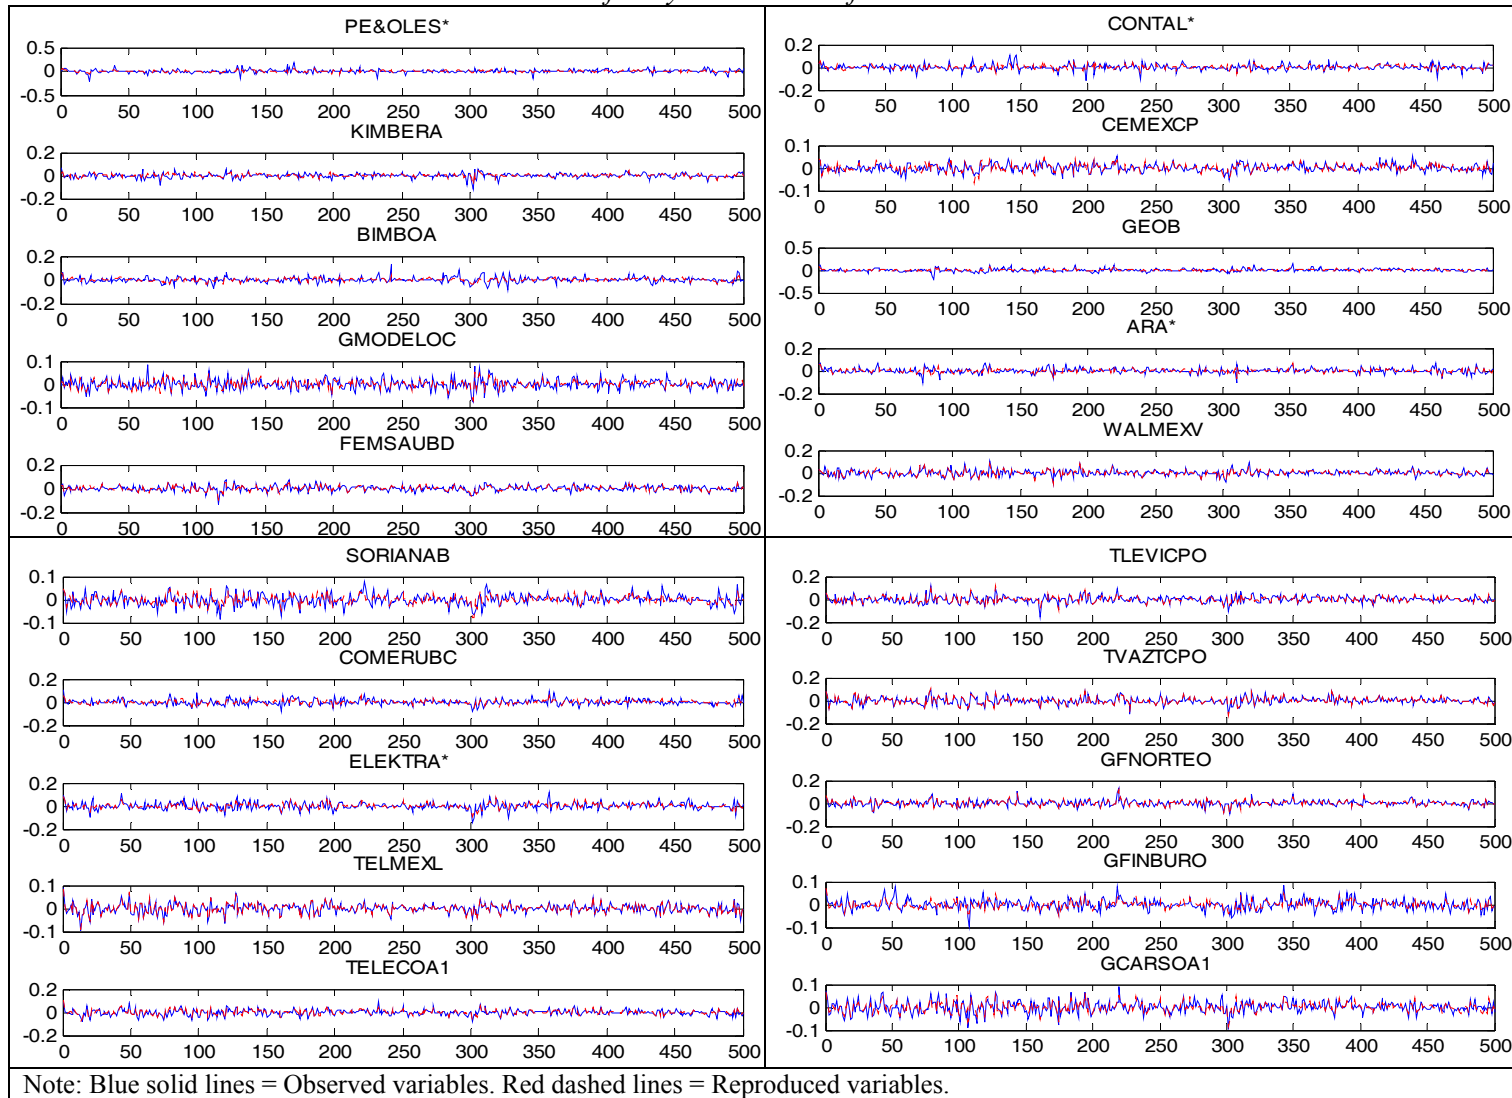 PE&OLES*
0.5
0
-0.5
0 50 100 150 200 250 300 350 400 450 500
KIMBERA
0.2
0
-0.2
0 50 100 150 200 250 300 350 400 450 500
BIMBOA
0.2
0
-0.2
0 50 100 150 200 250 300 350 400 450 500
GMODELOC
0.1
0
-0.1
0 50 100 150 200 250 300 350 400 450 500
FEMSAUBD
0.2
0
-0.2
0 50 100 150 200 250 300 350 400 450 500
CONTAL*
0.2
0
-0.2
0 50 100 150 200 250 300 350 400 450 500
CEMEXCP
0.1
0
-0.1
0 50 100 150 200 250 300 350 400 450 500
GEOB
0.5
0
-0.5
0 50 100 150 200 250 300 350 400 450 500
ARA*
0.2
0
-0.2
0 50 100 150 200 250 300 350 400 450 500
WALMEXV
0.2
0
-0.2
0 50 100 150 200 250 300 350 400 450 500
SORIANAB
0.1
0
-0.1
0 50 100 150 200 250 300 350 400 450 500
COMERUBC
0.2
0
-0.2
0 50 100 150 200 250 300 350 400 450 500
ELEKTRA*
0.2
0
-0.2
0 50 100 150 200 250 300 350 400 450 500
TELMEXL
0.1
0
-0.1
0 50 100 150 200 250 300 350 400 450 500
TELECOA1
0.2
0
-0.2
0 50 100 150 200 250 300 350 400 450 500
TLEVICPO
0.2
0
-0.2
0 50 100 150 200 250 300 350 400 450 500
TVAZTCPO
0.2
0
-0.2
0 50 100 150 200 250 300 350 400 450 500
GFNORTEO
0.2
0
-0.2
0 50 100 150 200 250 300 350 400 450 500
GFINBURO
0.1
0
-0.1
0 50 100 150 200 250 300 350 400 450 500
GCARSOA1
0.1
0
-0.1
0 50 100 150 200 250 300 350 400 450 500
Note: Blue solid lines = Observed variables. Red dashed lines = Reproduced variables.